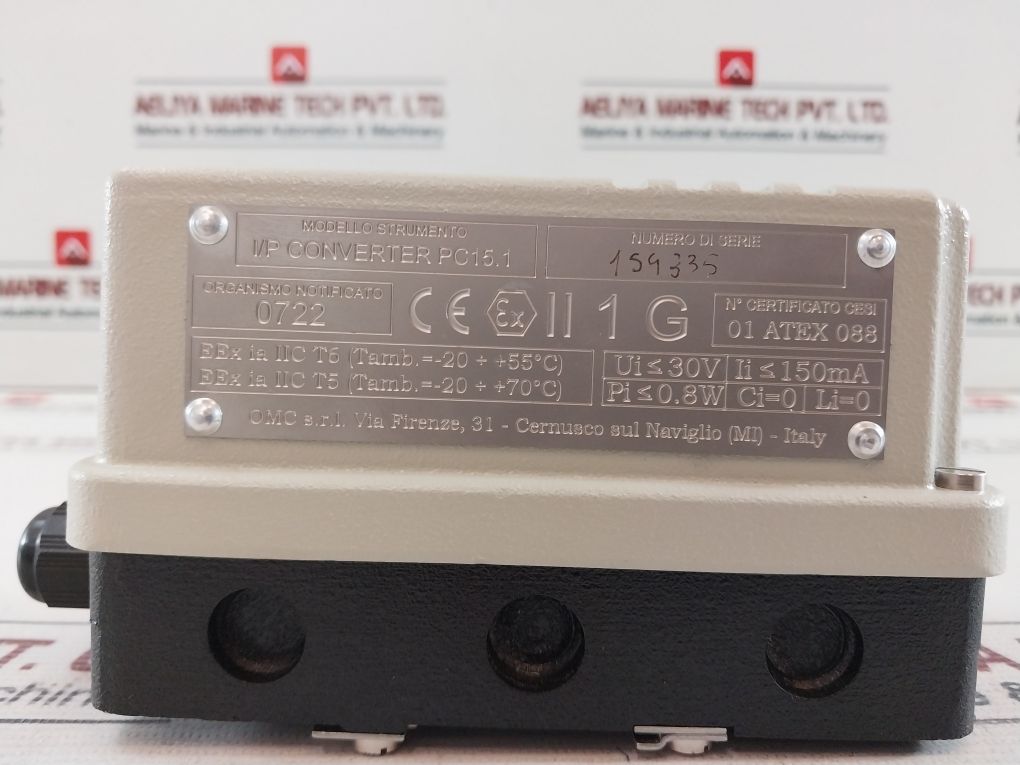 AELIYA MARINE TECH PVT. LTD.
Marine & Industrial Automation & Machinery
AELIYA MARINE TECH PVT. LTD.
Marine & Industrial Automation & Machinery
MODELLO STRUMENTO
I/P CONVERTER PC15.1
NUMERO DI SERIE
159335
ORGANISMO NOTIFICATO
0722
CE Ex II 1 G
N° CERTIFICATO CESI
01 ATEX 088
EEx ia IIC T6 (Tamb.=-20 ÷ +55°C)
EEx ia IIC T5 (Tamb.=-20 ÷ +70°C)
Ui ≤ 30V Ii ≤ 150mA
Pi ≤ 0.8W Ci=0 Li=0
OMC s.r.l. Via Firenze, 31 - Cernusco sul Naviglio (MI) - Italy